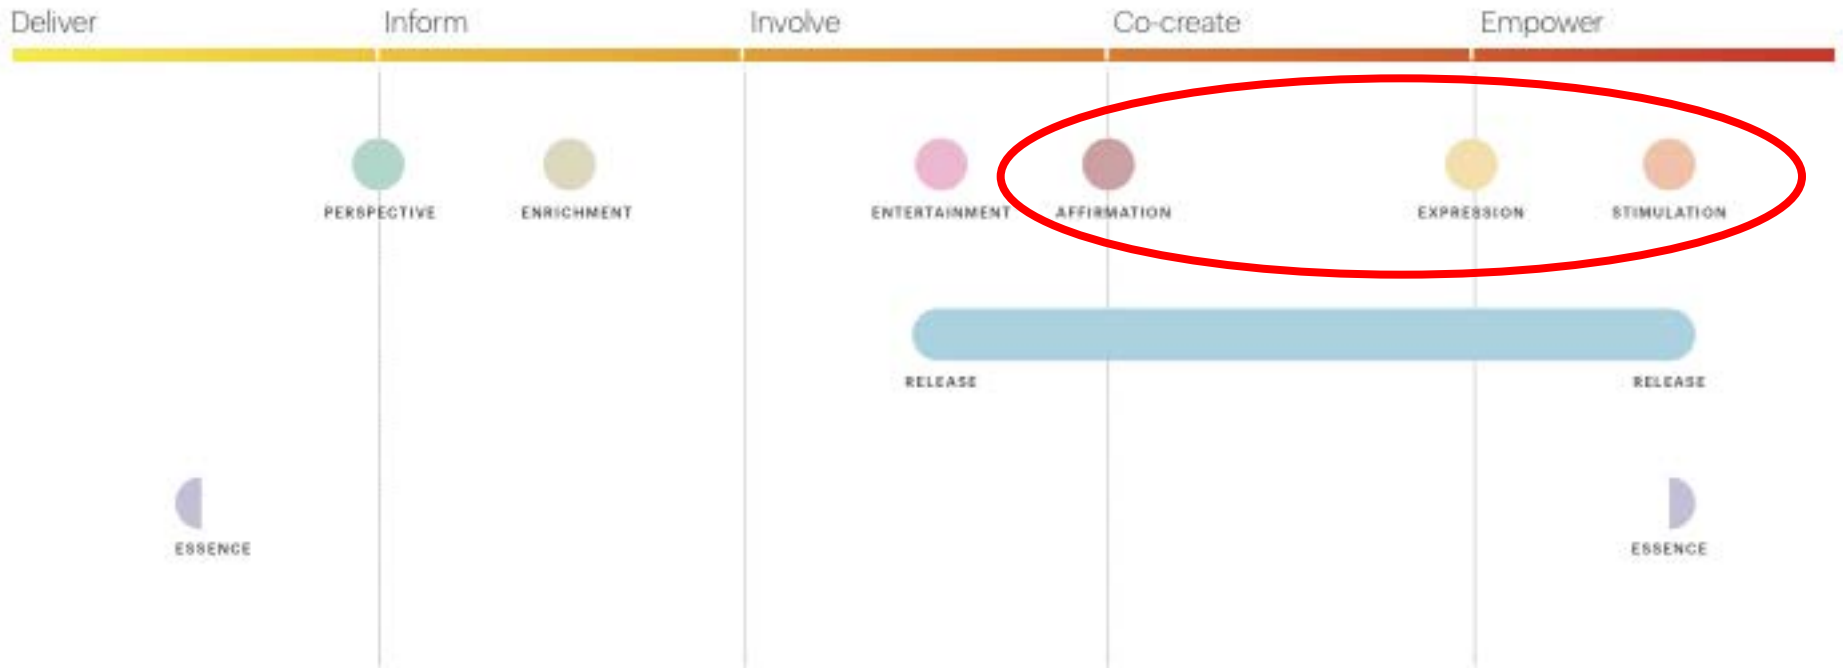 Deliver Inform Involve Co-create Empower
PERSPECTIVE ENRICHMENT ENTERTAINMENT AFFIRMATION EXPRESSION STIMULATION
RELEASE RELEASE
ESSENCE ESSENCE